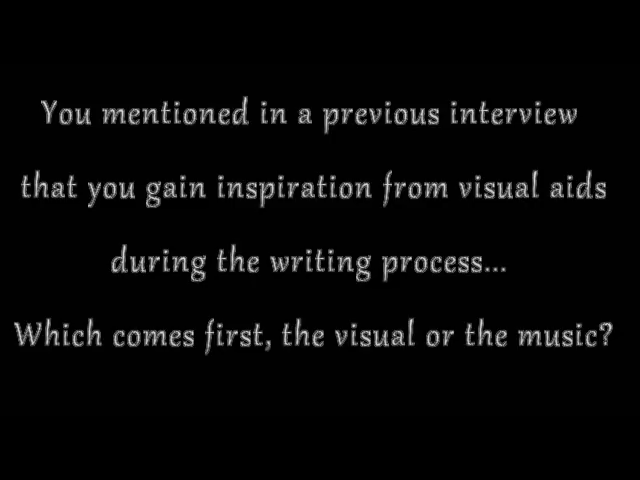 You mentioned in a previous interview
that you gain inspiration from visual aids
during the writing process...
Which comes first, the visual or the music?